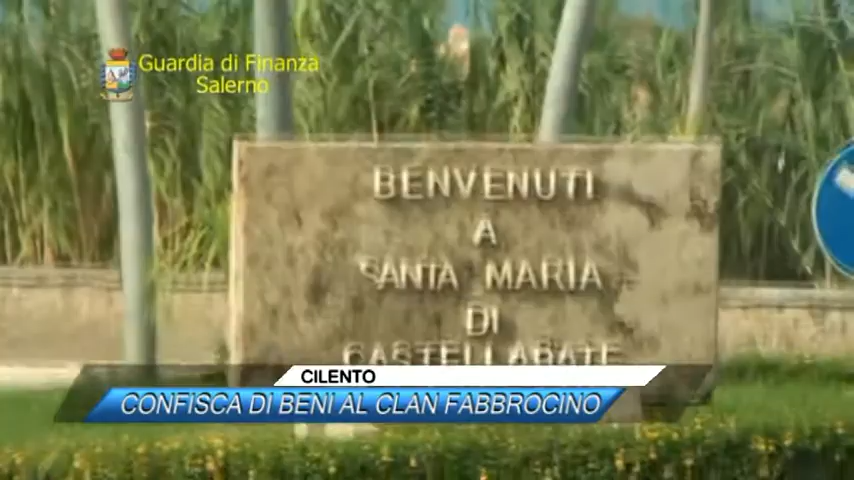 Guardia di Finanza
Salerno
BENVENUTI
A
SANTA MARIA
DI
CASTELLABATE
CILENTO
CONFISCA DI BENI AL CLAN FABBROCINO